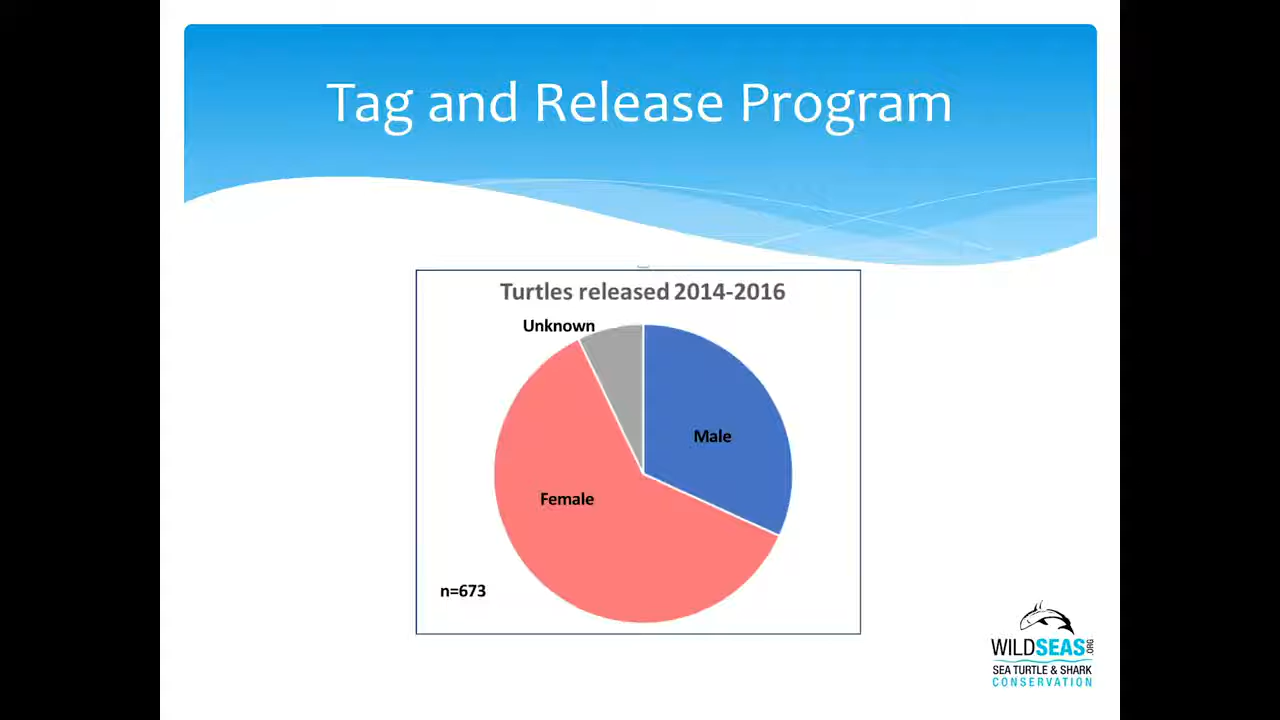 Tag and Release Program
Turtles released 2014-2016
Unknown
Male
Female
n=673
WILDSEAS.ORG
SEA TURTLE & SHARK
CONSERVATION